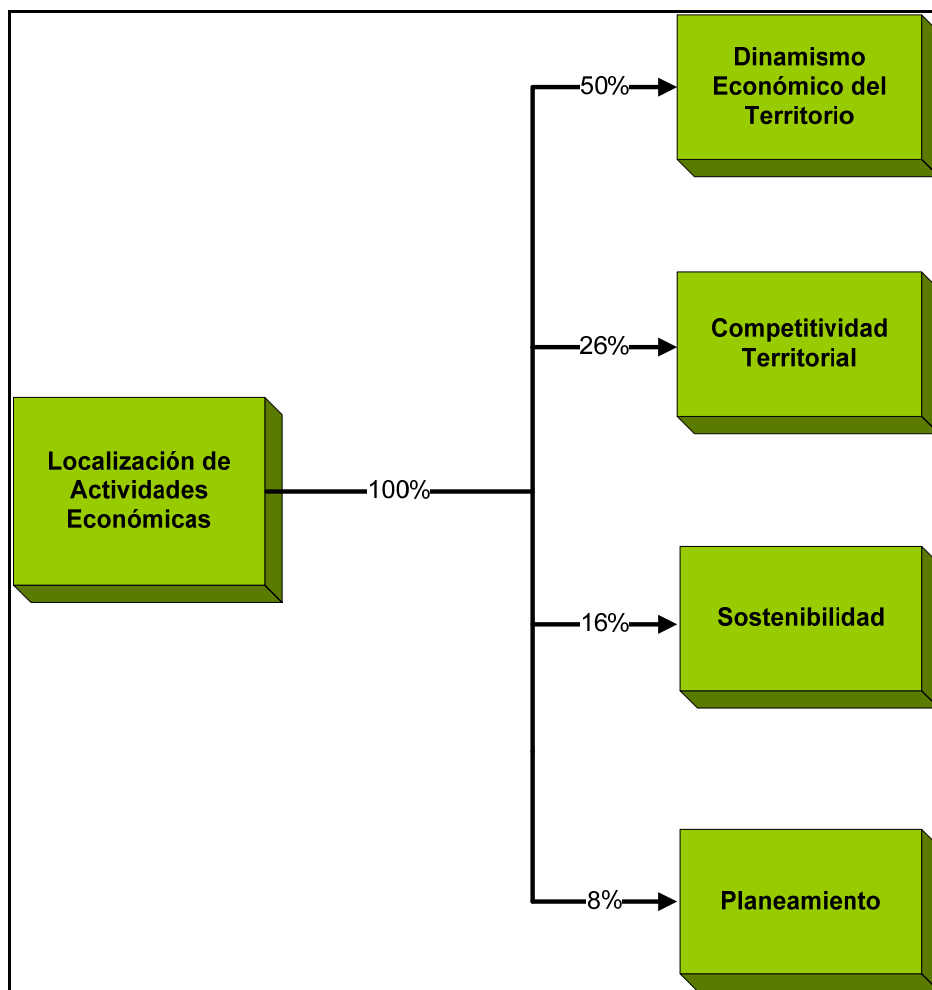 Dinamismo
Económico del
Territorio
50%
Competitividad
Territorial
26%
Localización de
Actividades
Económicas
100%
Sostenibilidad
16%
Planeamiento
8%